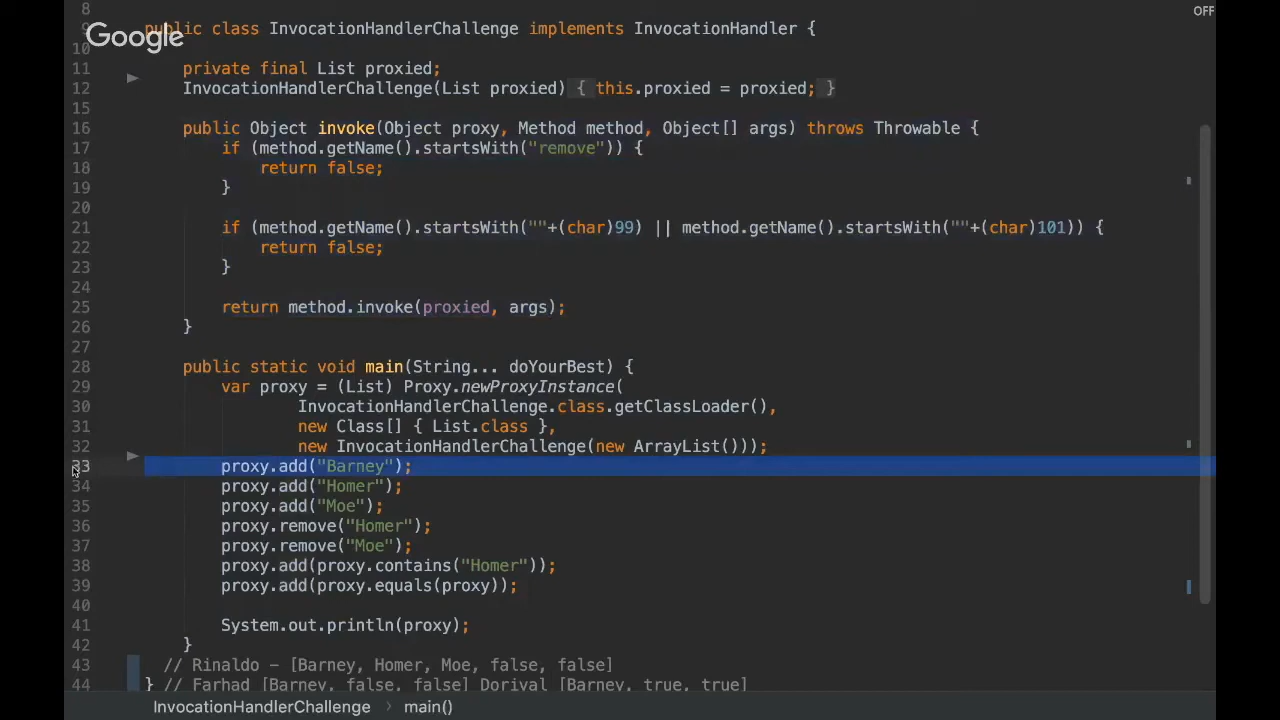 OFF
Google
8
9 public class InvocationHandlerChallenge implements InvocationHandler {
10
11 private final List proxied;
12 InvocationHandlerChallenge(List proxied) { this.proxied = proxied; }
15
16 public Object invoke(Object proxy, Method method, Object[] args) throws Throwable {
17 if (method.getName().startsWith("remove")) {
18 return false;
19 }
20
21 if (method.getName().startsWith(""+(char)99) || method.getName().startsWith(""+(char)101)) {
22 return false;
23 }
24
25 return method.invoke(proxied, args);
26 }
27
28 public static void main(String... doYourBest) {
29 var proxy = (List) Proxy.newProxyInstance(
30 InvocationHandlerChallenge.class.getClassLoader(),
31 new Class[] { List.class },
32 new InvocationHandlerChallenge(new ArrayList()));
33 proxy.add("Barney");
34 proxy.add("Homer");
35 proxy.add("Moe");
36 proxy.remove("Homer");
37 proxy.remove("Moe");
38 proxy.add(proxy.contains("Homer"));
39 proxy.add(proxy.equals(proxy));
40
41 System.out.println(proxy);
42 }
43 // Rinaldo - [Barney, Homer, Moe, false, false]
44 } // Farhad [Barney, false, false] Dorival [Barney, true, true]
InvocationHandlerChallenge › main()